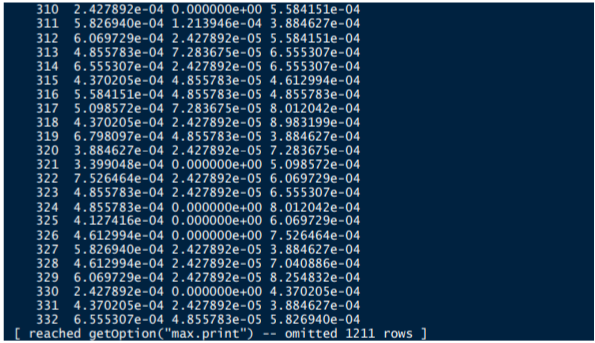 310 2.427892e-04 0.000000e+00 5.584151e-04
311 5.826940e-04 1.213946e-04 3.884627e-04
312 6.069729e-04 2.427892e-05 5.584151e-04
313 4.855783e-04 7.283675e-05 6.555307e-04
314 6.555307e-04 2.427892e-05 6.555307e-04
315 4.370205e-04 4.855783e-05 4.612994e-04
316 5.584151e-04 4.855783e-05 4.855783e-04
317 5.098572e-04 7.283675e-05 8.012042e-04
318 4.370205e-04 2.427892e-05 8.983199e-04
319 6.798097e-04 4.855783e-05 3.884627e-04
320 3.884627e-04 2.427892e-05 7.283675e-04
321 3.399048e-04 0.000000e+00 5.098572e-04
322 7.526464e-04 2.427892e-05 6.069729e-04
323 4.855783e-04 2.427892e-05 6.555307e-04
324 4.855783e-04 0.000000e+00 8.012042e-04
325 4.127416e-04 0.000000e+00 6.069729e-04
326 4.612994e-04 0.000000e+00 7.526464e-04
327 5.826940e-04 2.427892e-05 3.884627e-04
328 4.612994e-04 2.427892e-05 7.040886e-04
329 6.069729e-04 2.427892e-05 8.254832e-04
330 2.427892e-04 0.000000e+00 4.370205e-04
331 4.370205e-04 2.427892e-05 3.884627e-04
332 6.555307e-04 4.855783e-05 5.826940e-04
[ reached getOption("max.print") -- omitted 1211 rows ]